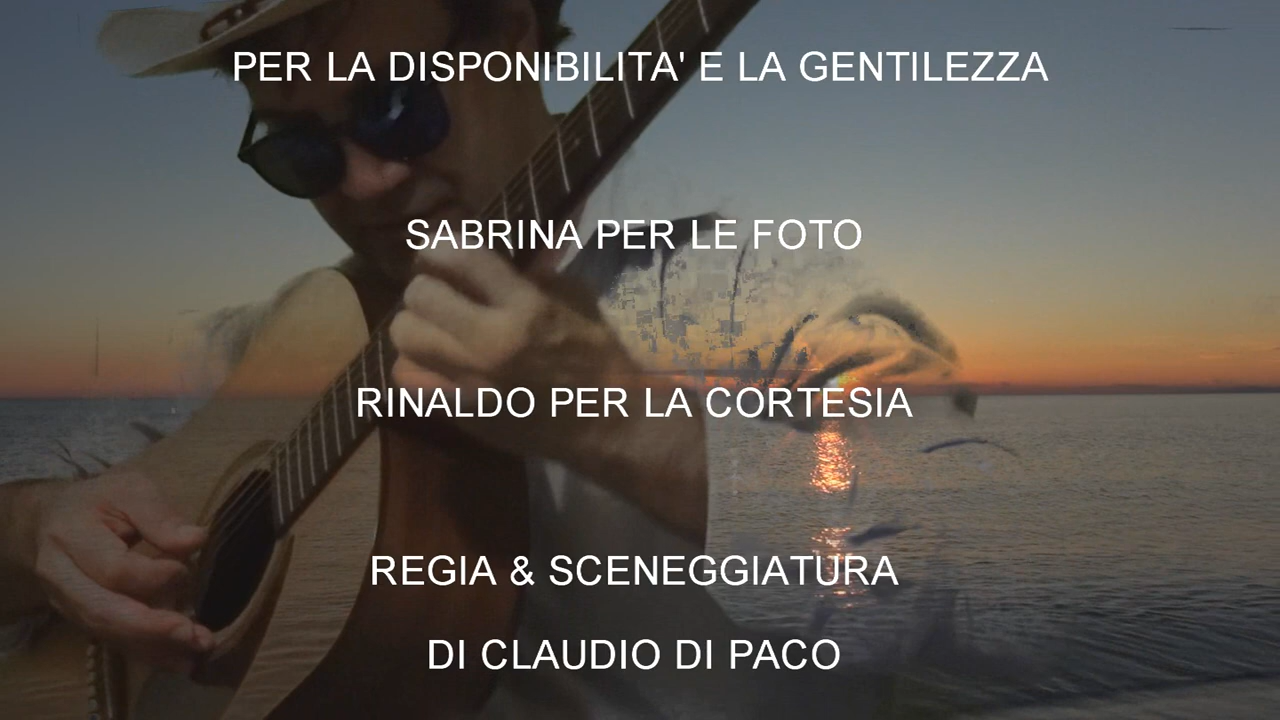 PER LA DISPONIBILITA' E LA GENTILEZZA
SABRINA PER LE FOTO
RINALDO PER LA CORTESIA
REGIA & SCENEGGIATURA
DI CLAUDIO DI PACO